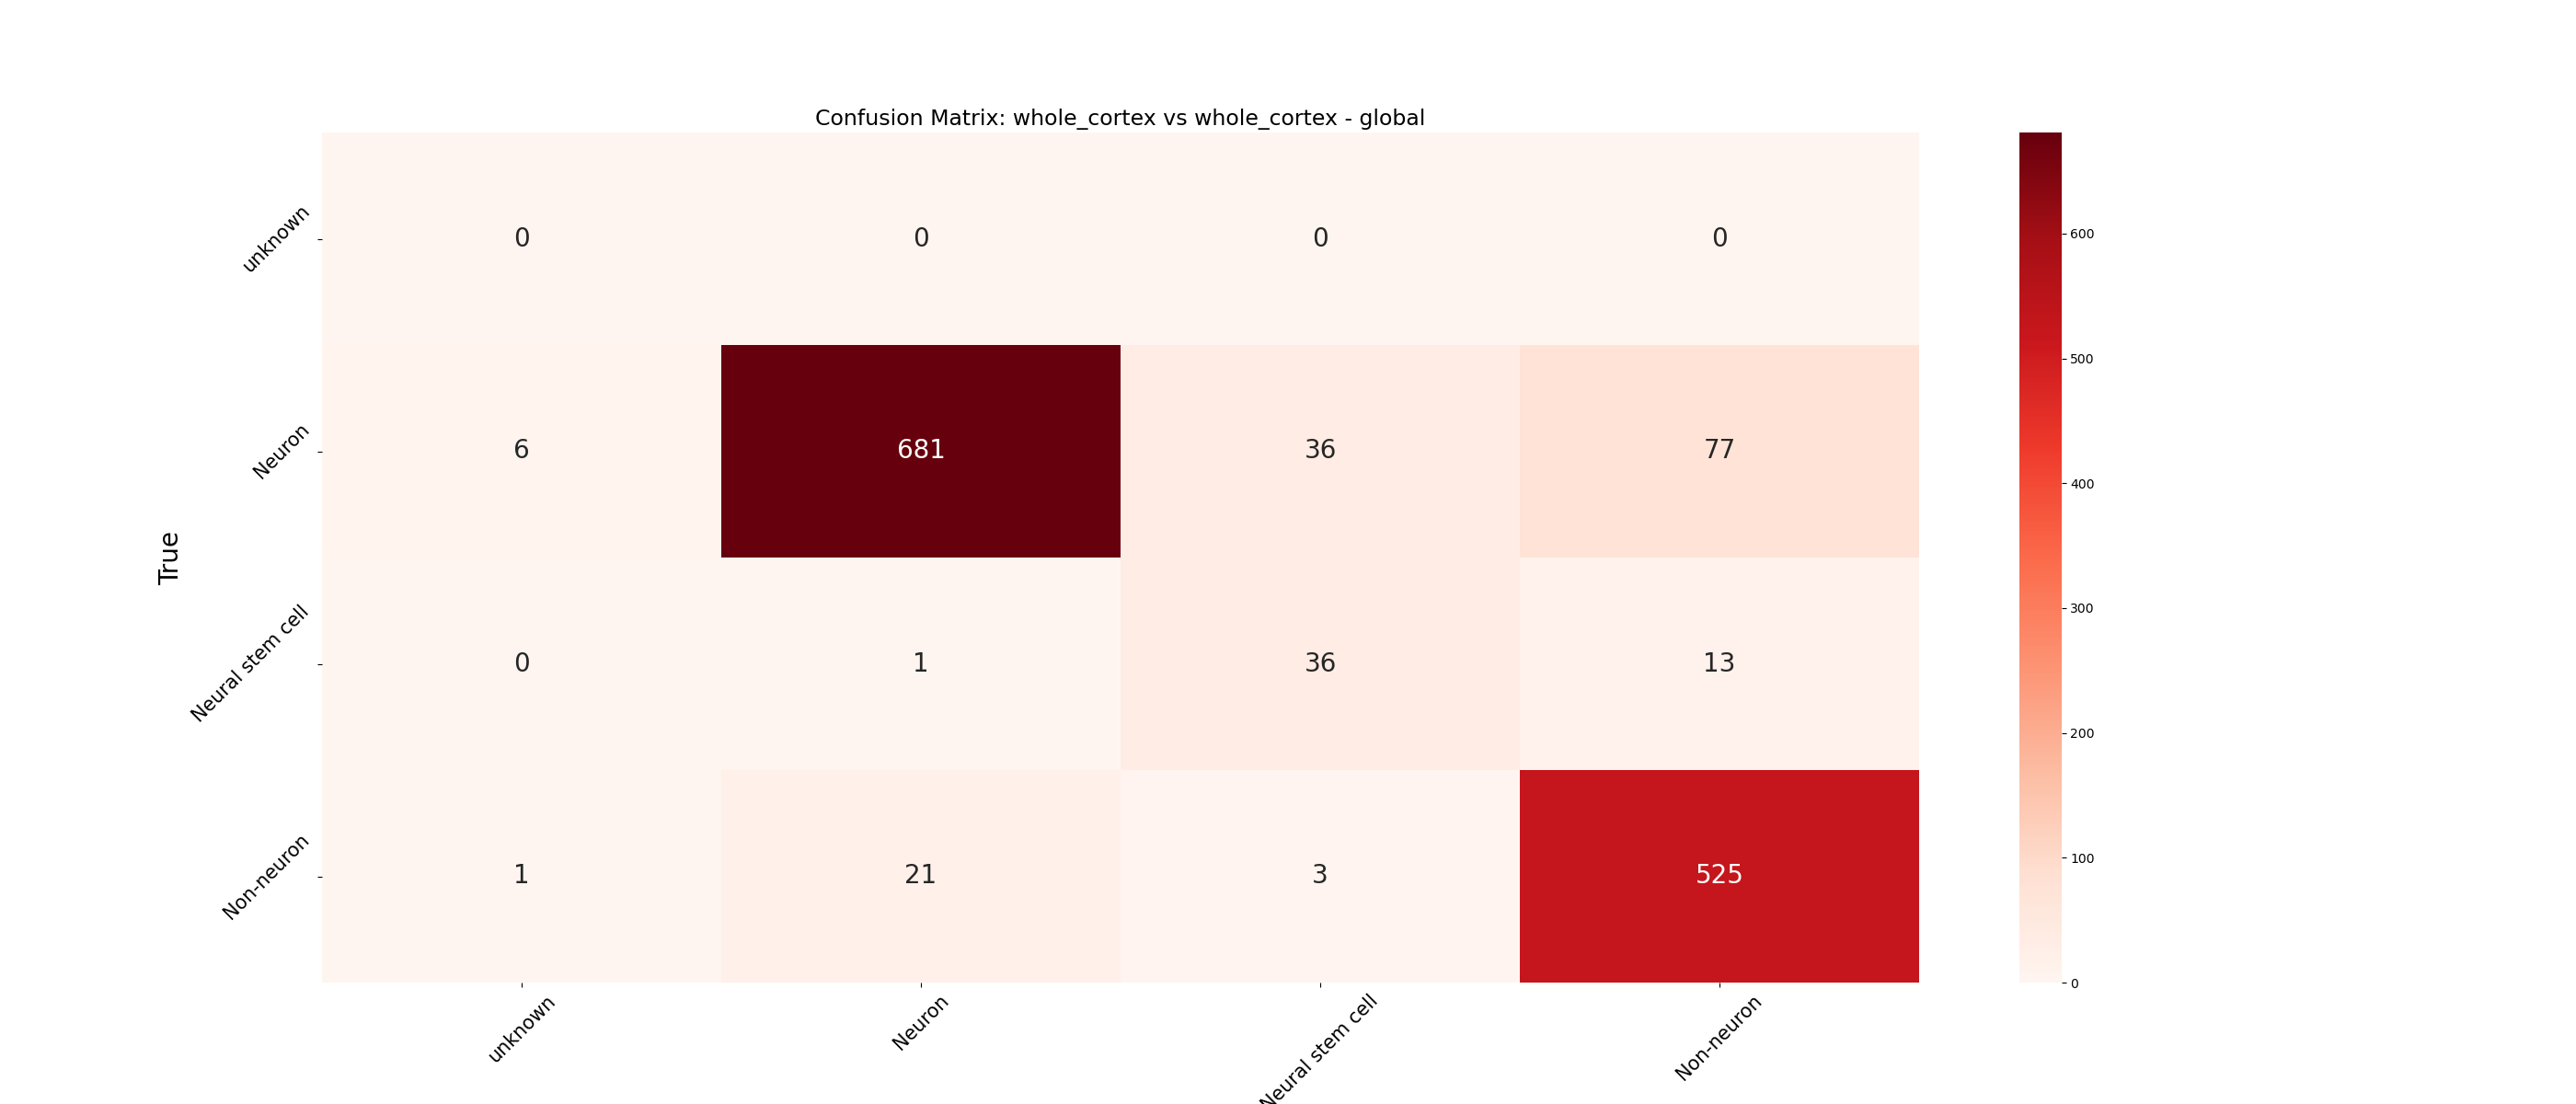 Confusion Matrix: whole_cortex vs whole_cortex - global
True
unknown
0 0 0 0
Neuron
6 681 36 77
Neural stem cell
0 1 36 13
Non-neuron
1 21 3 525
unknown
Neuron
Neural stem cell
Non-neuron
600
500
400
300
200
100
0